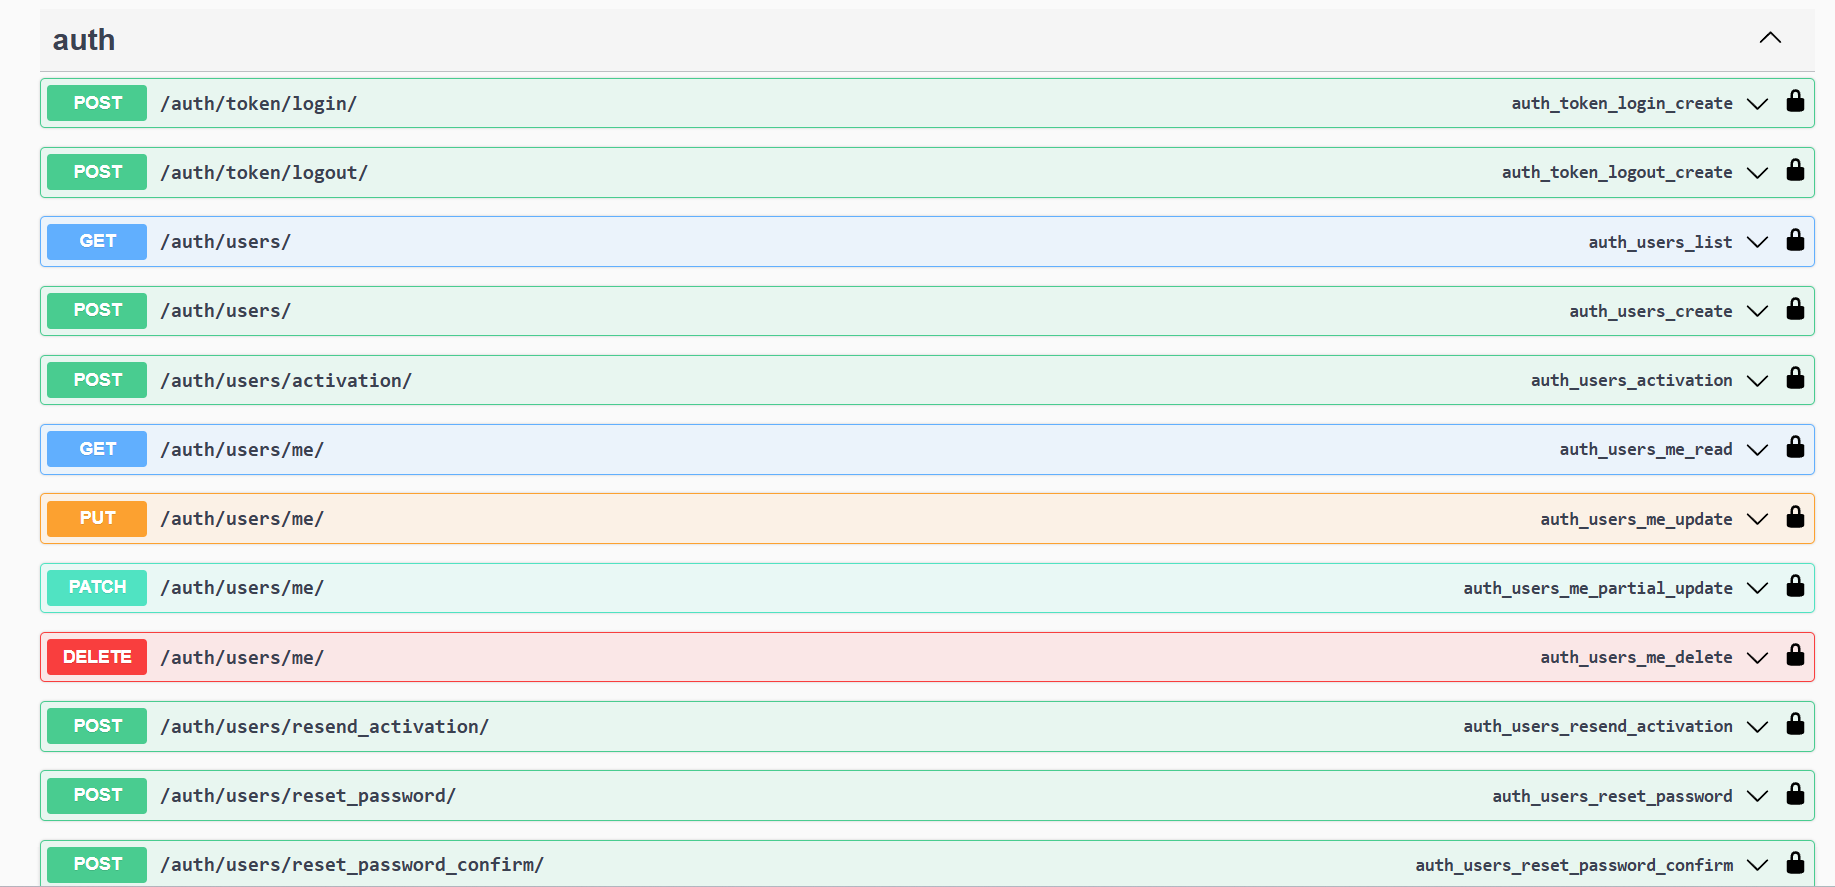 auth
POST /auth/token/login/ auth_token_login_create
POST /auth/token/logout/ auth_token_logout_create
GET /auth/users/ auth_users_list
POST /auth/users/ auth_users_create
POST /auth/users/activation/ auth_users_activation
GET /auth/users/me/ auth_users_me_read
PUT /auth/users/me/ auth_users_me_update
PATCH /auth/users/me/ auth_users_me_partial_update
DELETE /auth/users/me/ auth_users_me_delete
POST /auth/users/resend_activation/ auth_users_resend_activation
POST /auth/users/reset_password/ auth_users_reset_password
POST /auth/users/reset_password_confirm/ auth_users_reset_password_confirm